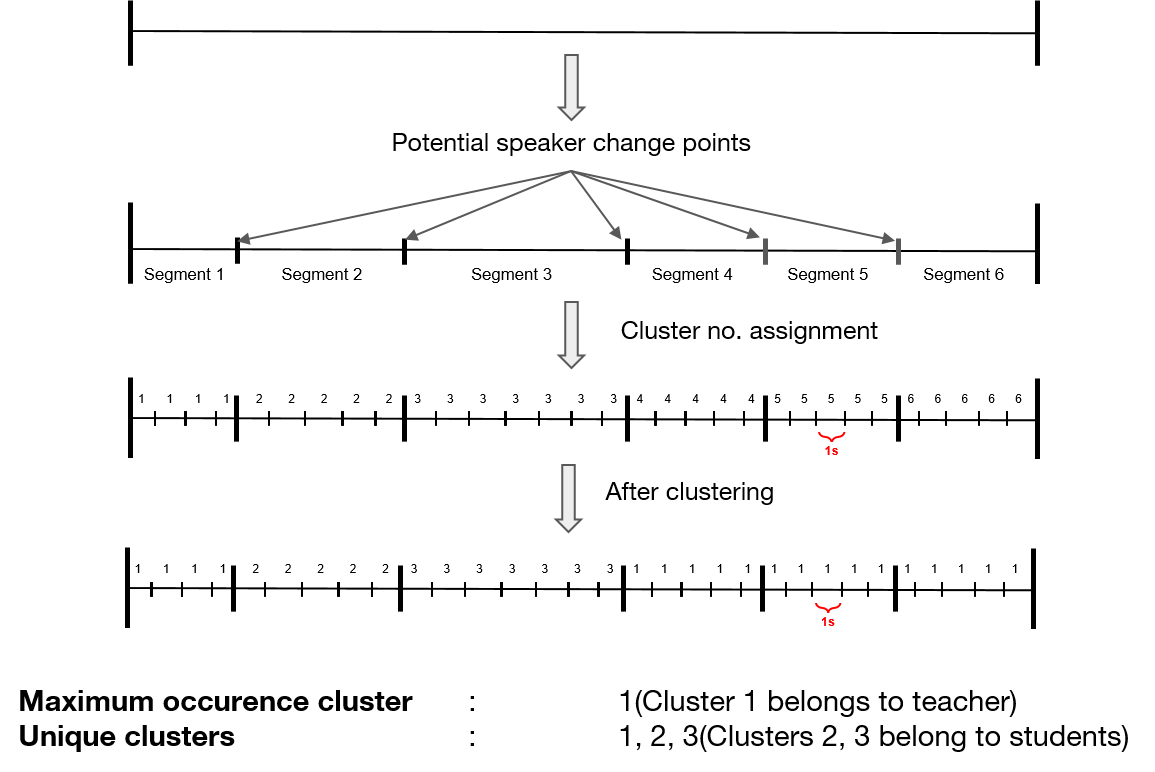 Potential speaker change points
Segment 1 Segment 2 Segment 3 Segment 4 Segment 5 Segment 6
Cluster no. assignment
1 1 1 1 2 2 2 2 2 3 3 3 3 3 3 3 4 4 4 4 4 5 5 5 5 5 6 6 6 6 6
1s
After clustering
1 1 1 1 2 2 2 2 2 3 3 3 3 3 3 3 1 1 1 1 1 1 1 1 1 1 1 1 1 1 1
1s
Maximum occurence cluster : 1(Cluster 1 belongs to teacher)
Unique clusters : 1, 2, 3(Clusters 2, 3 belong to students)